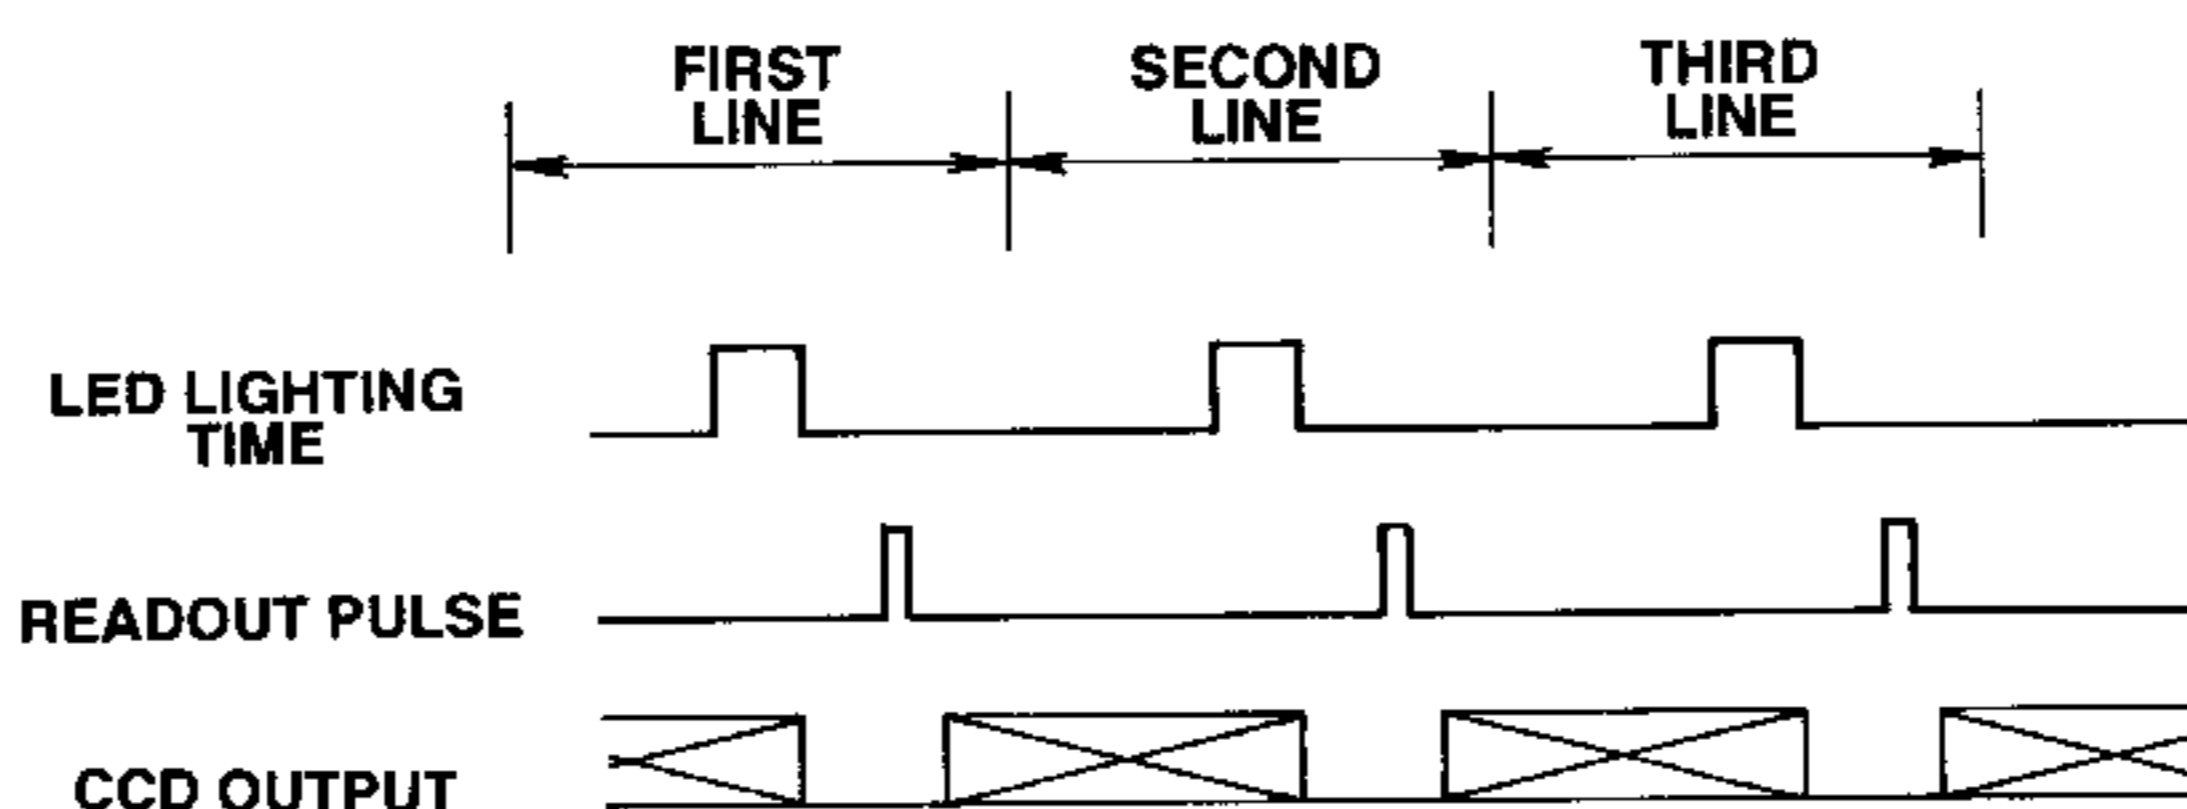 FIRST
LINE
SECOND
LINE
THIRD
LINE
LED LIGHTING
TIME
READOUT PULSE
CCD OUTPUT